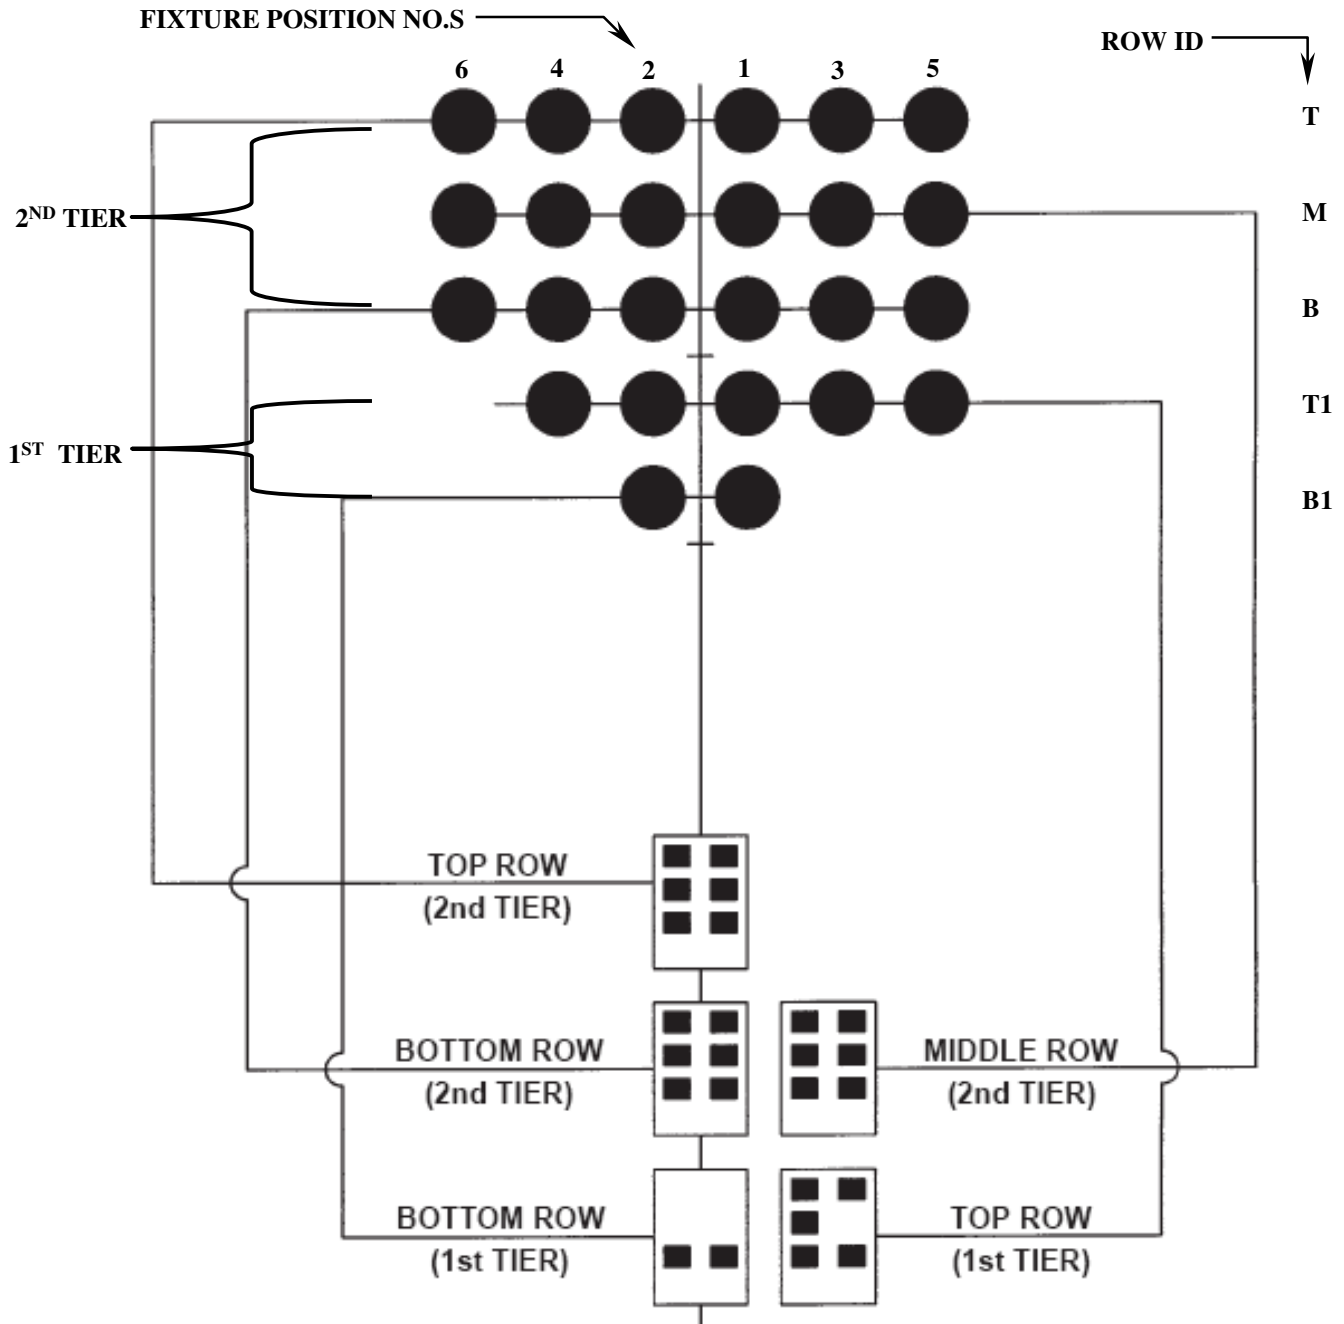 FIXTURE POSITION NO.S
ROW ID
6 4 2 1 3 5
T
2ND TIER
M
B
T1
1ST TIER
B1
TOP ROW
(2nd TIER)
BOTTOM ROW
(2nd TIER)
MIDDLE ROW
(2nd TIER)
BOTTOM ROW
(1st TIER)
TOP ROW
(1st TIER)